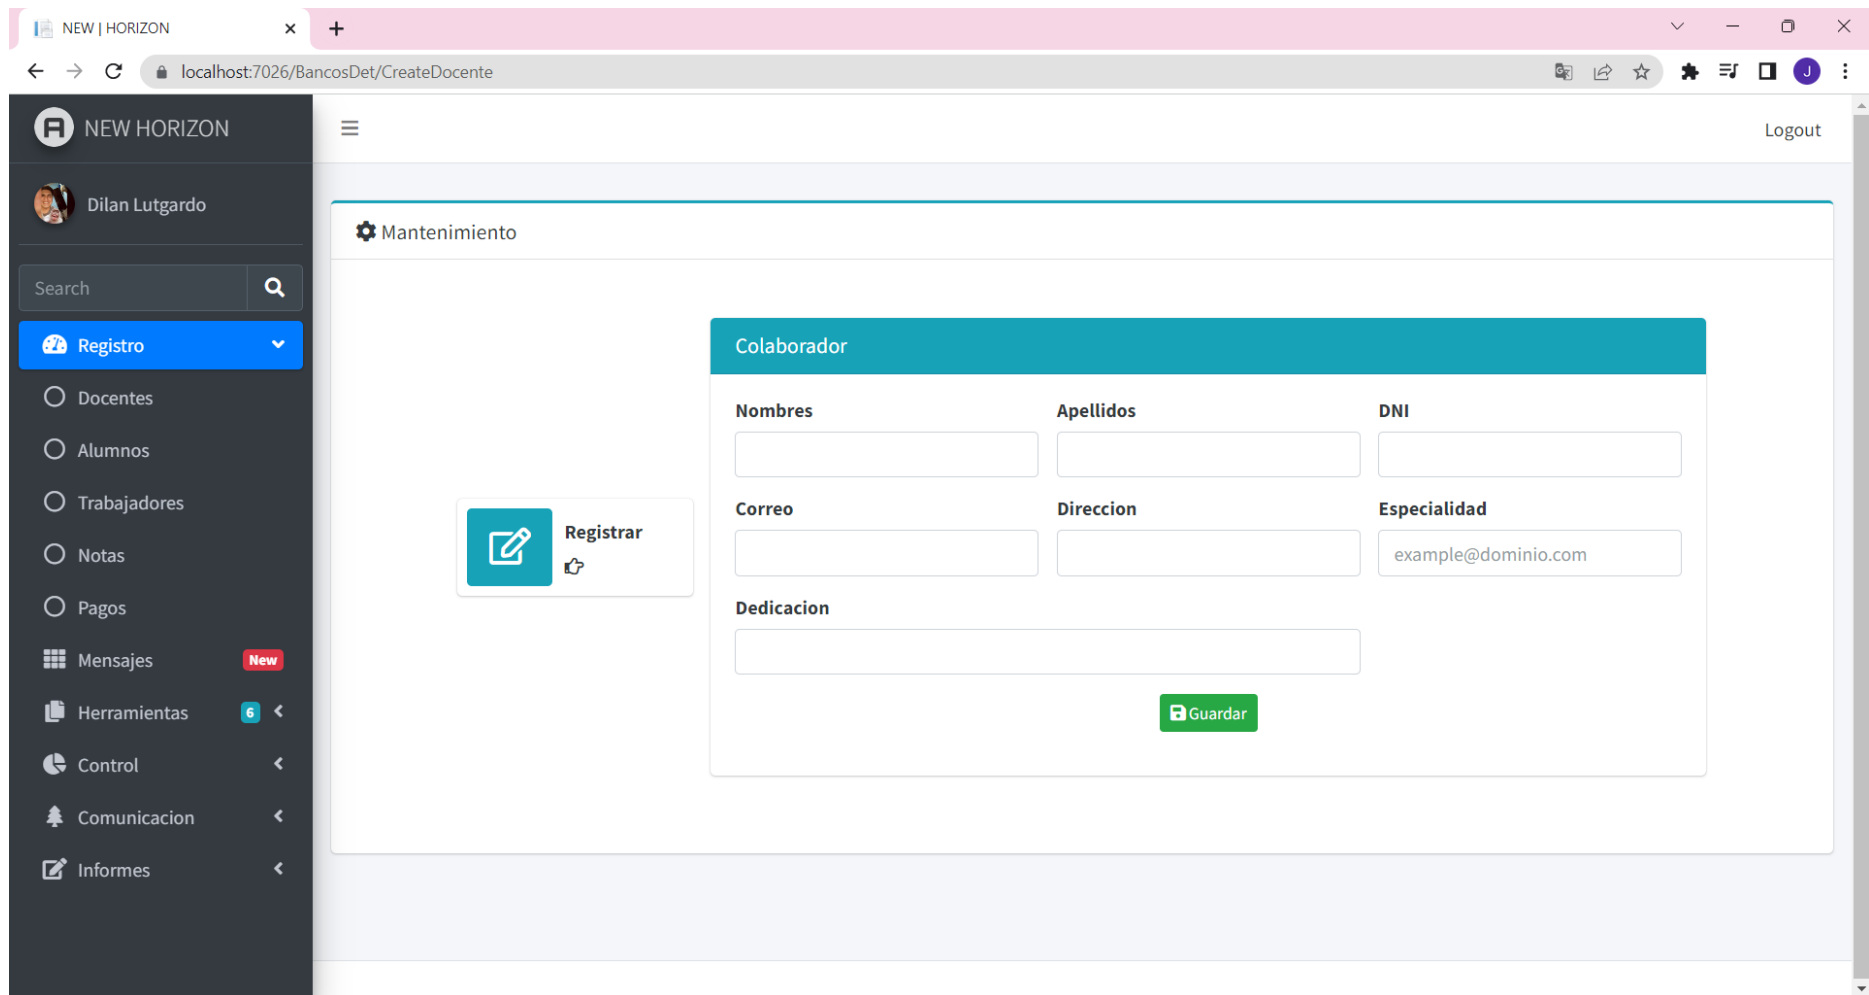 NEW | HORIZON
localhost:7026/BancosDet/CreateDocente
J
NEW HORIZON
Logout
Dilan Lutgardo
Search
Registro
Docentes
Alumnos
Trabajadores
Notas
Pagos
Mensajes New
Herramientas 6
Control
Comunicacion
Informes
Mantenimiento
Registrar
Colaborador
Nombres Apellidos DNI
Correo Direccion Especialidad
example@dominio.com
Dedicacion
Guardar